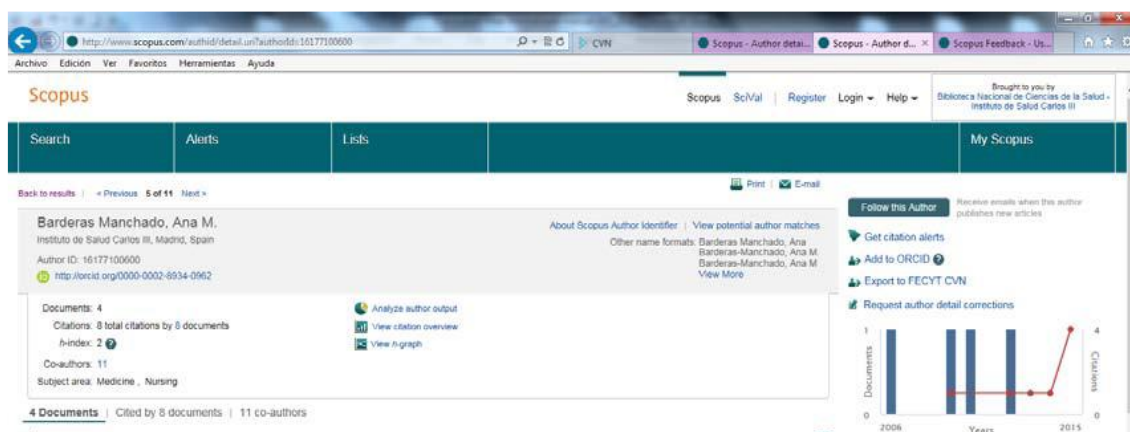 http://www.scopus.com/authid/detail.uri?authorId=16177100600
CVN
Scopus - Author detai...
Scopus - Author d...
Scopus Feedback - Us...
Archivo Edición Ver Favoritos Herramientas Ayuda
Scopus
Scopus SciVal | Register Login Help
Brought to you by
Biblioteca Nacional de Ciencias de la Salud -
Instituto de Salud Carlos III
Search Alerts Lists My Scopus
Back to results | < Previous 5 of 11 Next >
Print | E-mail
Barderas Manchado, Ana M.
Instituto de Salud Carlos III, Madrid, Spain
Author ID: 16177100600
http://orcid.org/0000-0002-8934-0962
About Scopus Author Identifier | View potential author matches
Other name formats: Barderas Manchado, Ana
Barderas-Manchado, Ana M.
Barderas-Manchado, Ana M
View More
Follow this Author
Receive emails when this author
publishes new articles
Get citation alerts
Add to ORCID ?
Export to FECYT CVN
Request author detail corrections
Documents: 4
Citations: 8 total citations by 8 documents
h-index: 2 ?
Co-authors: 11
Subject area: Medicine , Nursing
Analyze author output
View citation overview
View h-graph
4 Documents | Cited by 8 documents | 11 co-authors
1
0
Documents
4
0
Citations
2006 Years 2015